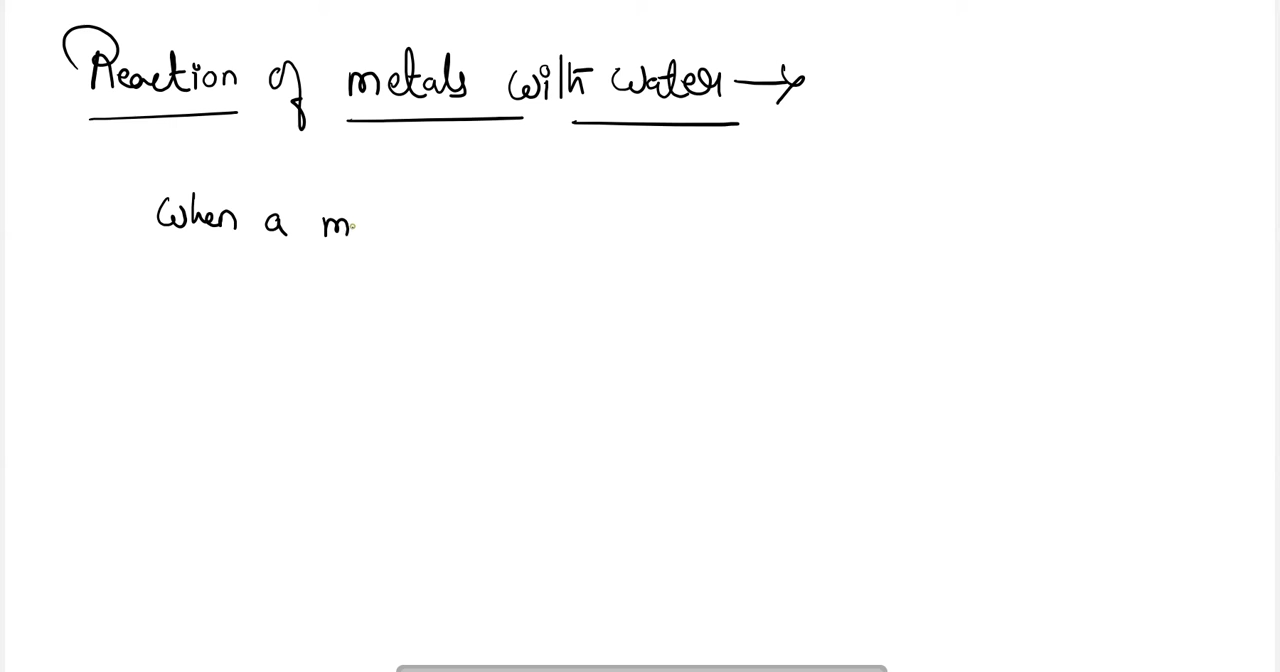 Reaction of metals with water →
When a m